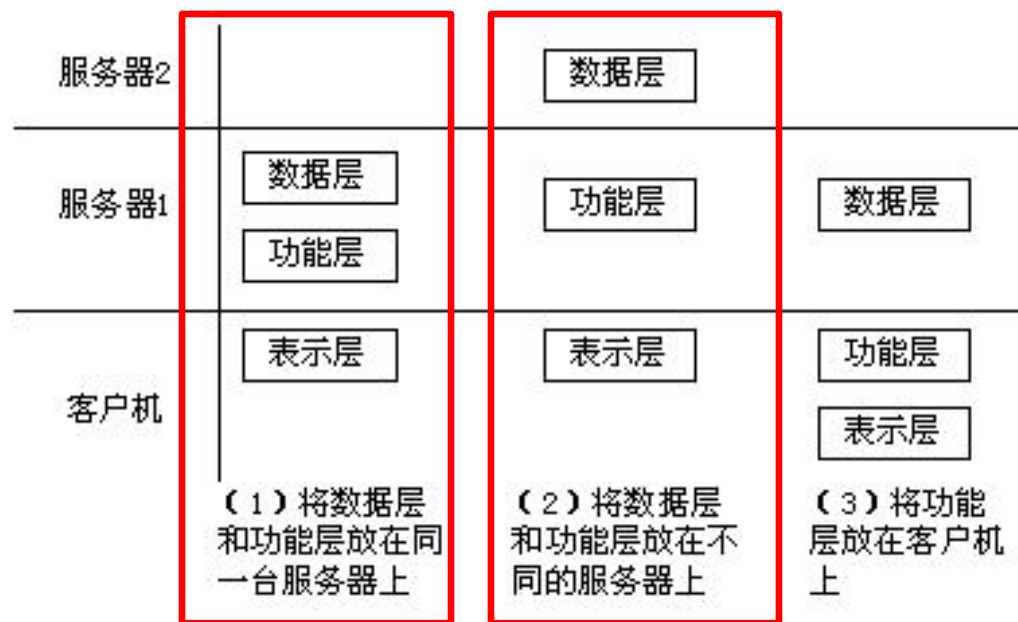 服务器2
数据层
服务器1
数据层
功能层
功能层
数据层
客户机
表示层
表示层
功能层
表示层
(1)将数据层
和功能层放在同
一台服务器上
(2)将数据层
和功能层放在不
同的服务器上
(3)将功能
层放在客户机
上